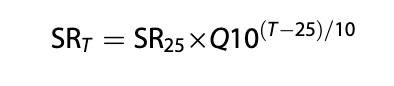 SR_T = SR_25 × Q10^(T−25)/10